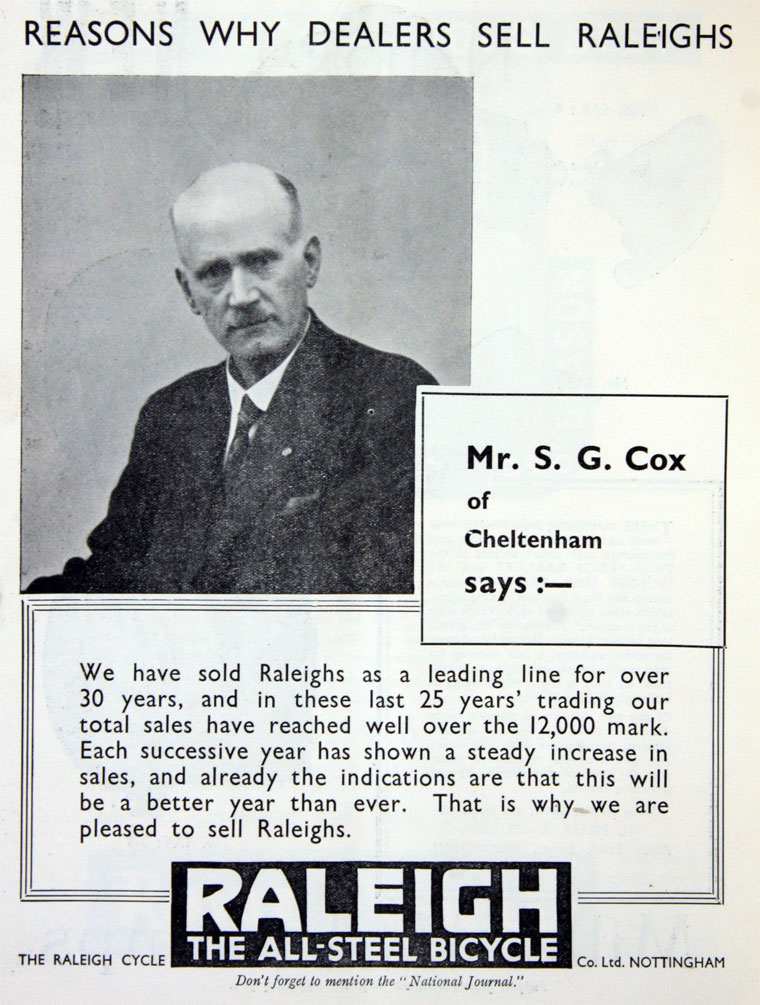 REASONS WHY DEALERS SELL RALEIGHS
Mr. S. G. Cox
of
Cheltenham
says :—
We have sold Raleighs as a leading line for over
30 years, and in these last 25 years' trading our
total sales have reached well over the 12,000 mark.
Each successive year has shown a steady increase in
sales, and already the indications are that this will
be a better year than ever. That is why we are
pleased to sell Raleighs.
RALEIGH
THE ALL-STEEL BICYCLE
THE RALEIGH CYCLE Co. Ltd. NOTTINGHAM
Don't forget to mention the "National Journal."